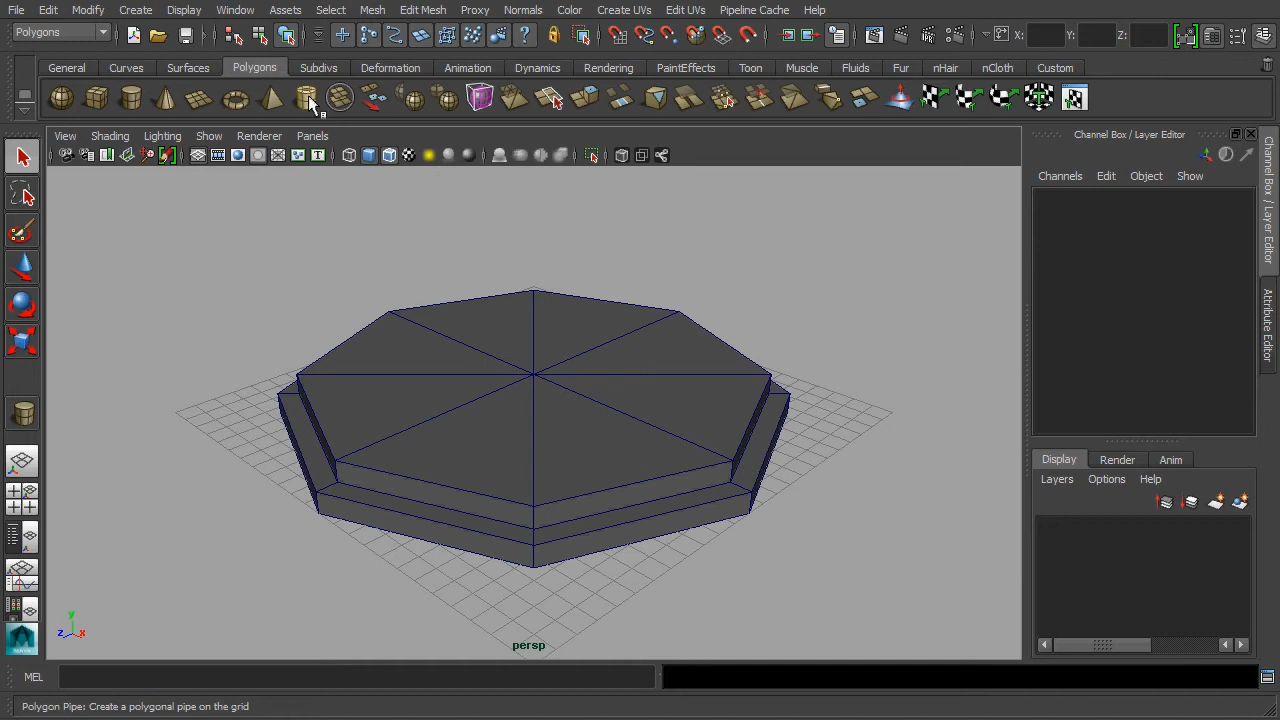 File Edit Modify Create Display Window Assets Select Mesh Edit Mesh Proxy Normals Color Create UVs Edit UVs Pipeline Cache Help
Polygons X: Y: Z:
General Curves Surfaces Polygons Subdivs Deformation Animation Dynamics Rendering PaintEffects Toon Muscle Fluids Fur nHair nCloth Custom
View Shading Lighting Show Renderer Panels
Channel Box / Layer Editor
Channels Edit Object Show
Channel Box / Layer Editor
Attribute Editor
Display Render Anim
Layers Options Help
y
z x
persp
MEL
Polygon Pipe: Create a polygonal pipe on the grid